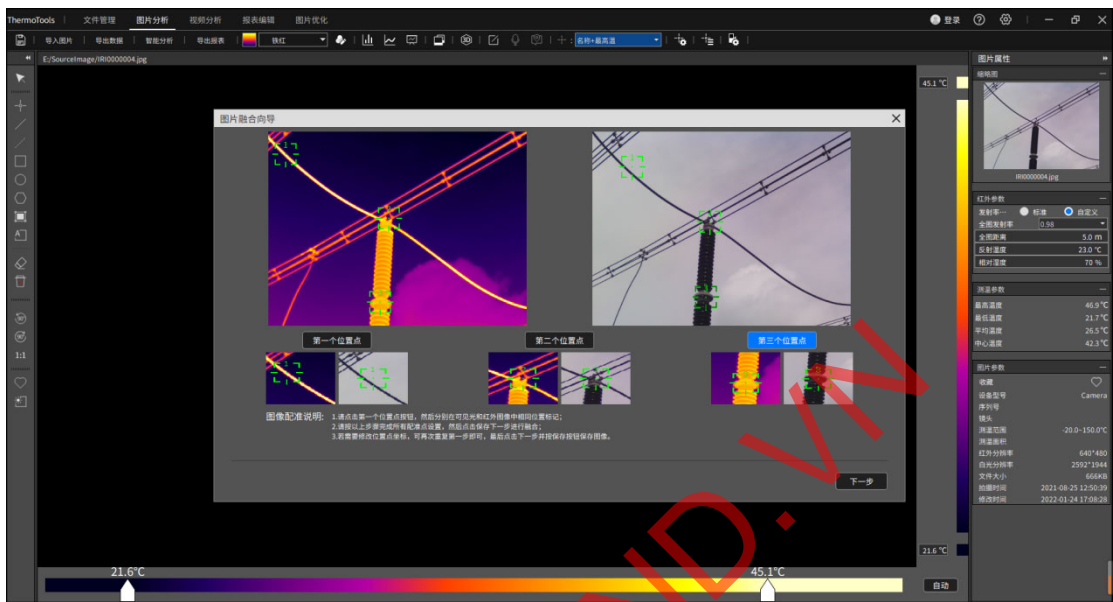 ThermoTools | 文件管理 图片分析 视频分析 报表编辑 图片优化 登录
导入图片 | 导出数据 | 智能分析 | 导出报表 铁红 名称+最高温
E:/SourceImage/IRI0000004.jpg
图片属性
缩略图
45.1 ℃
图片融合向导
IRI0000004.jpg
红外参数
发射率… 标准 自定义
全图发射率 0.98
全图距离 5.0 m
反射温度 23.0 ℃
相对湿度 70 %
测温参数
最高温度 46.9℃
最低温度 21.7℃
平均温度 26.5℃
中心温度 42.3℃
图片参数
收藏
设备型号 Camera
序列号
镜头
测温范围 -20.0~150.0℃
测温面积
红外分辨率 640*480
白光分辨率 2592*1944
文件大小 666KB
拍摄时间 2021-08-25 12:50:39
修改时间 2022-01-24 17:08:28
1:1
第一个位置点 第二个位置点 第三个位置点
图像配准说明: 1.请点击第一个位置点按钮，然后分别在可见光和红外图像中相同位置标记；
2.请按以上步骤完成所有配准点设置，然后点击保存下一步进行融合；
3.若需要修改位置点坐标，可再次重复第一步即可，最后点击下一步并按保存按钮保存图像。
下一步
21.6 ℃
21.6℃ 45.1℃
自动
ND.VN